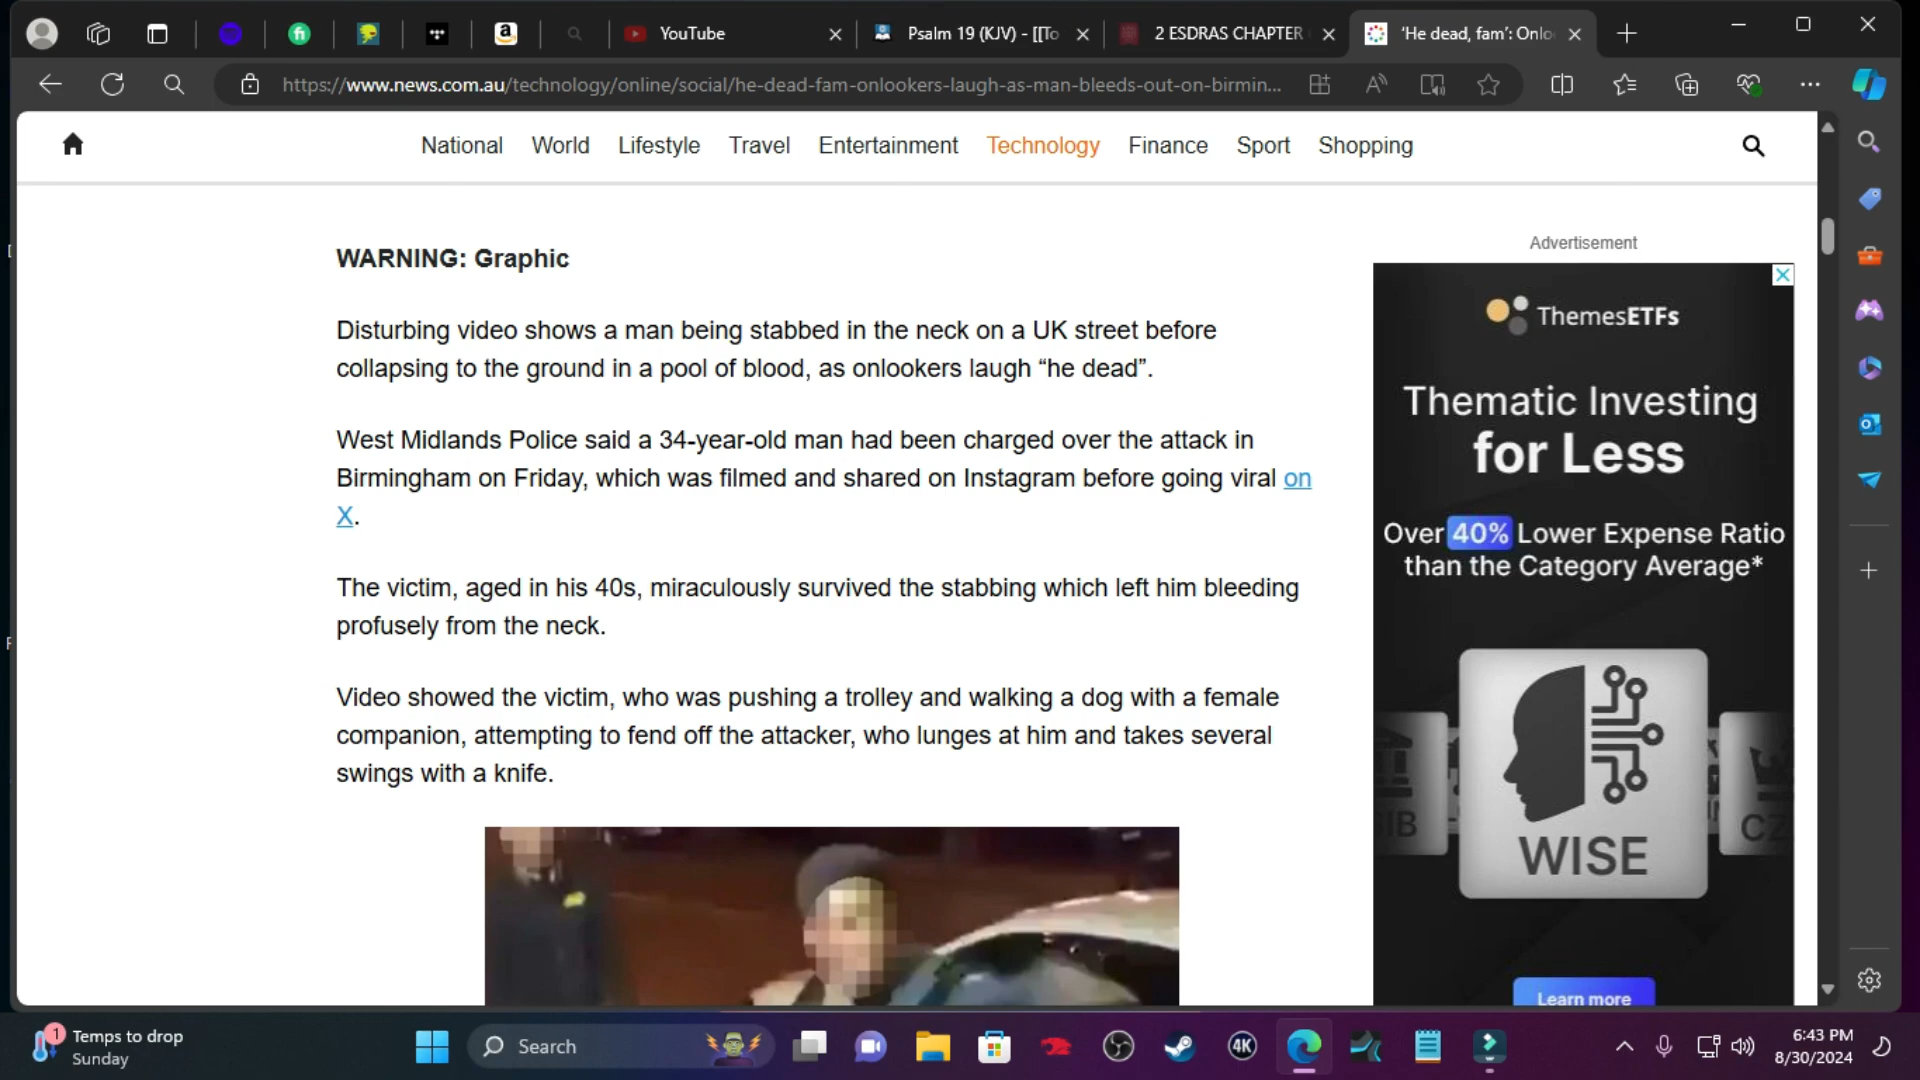 YouTube
Psalm 19 (KJV) - [[To
2 ESDRAS CHAPTER
'He dead, fam': Onlo
https://www.news.com.au/technology/online/social/he-dead-fam-onlookers-laugh-as-man-bleeds-out-on-birmin...
National World Lifestyle Travel Entertainment Technology Finance Sport Shopping
WARNING: Graphic
Disturbing video shows a man being stabbed in the neck on a UK street before
collapsing to the ground in a pool of blood, as onlookers laugh “he dead”.
West Midlands Police said a 34-year-old man had been charged over the attack in
Birmingham on Friday, which was filmed and shared on Instagram before going viral on
X.
The victim, aged in his 40s, miraculously survived the stabbing which left him bleeding
profusely from the neck.
Video showed the victim, who was pushing a trolley and walking a dog with a female
companion, attempting to fend off the attacker, who lunges at him and takes several
swings with a knife.
Advertisement
ThemesETFs
Thematic Investing
for Less
Over 40% Lower Expense Ratio
than the Category Average*
WISE
Learn more
1
Temps to drop
Sunday
Search
4K
6:43 PM
8/30/2024